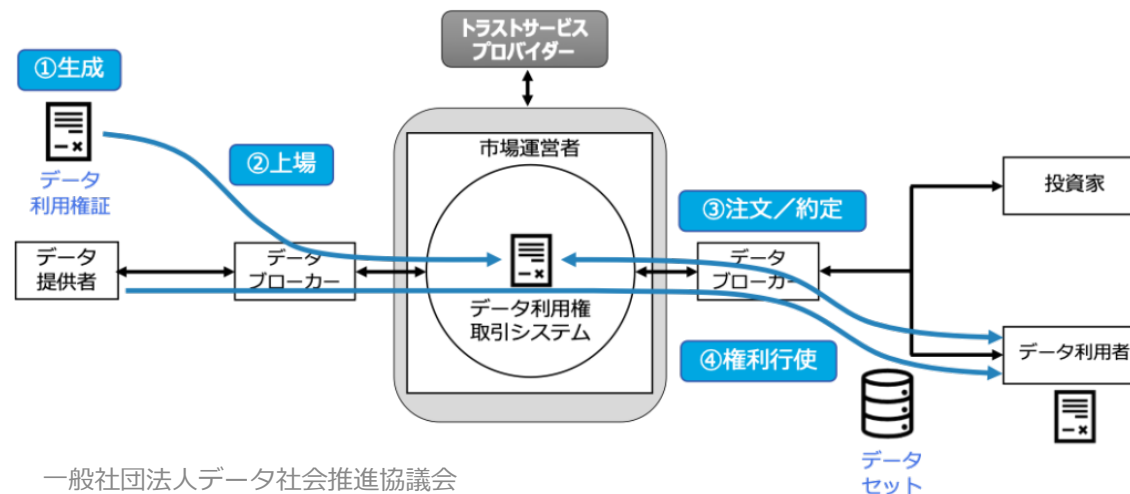 トラストサービス
プロバイダー
①生成
データ
利用権証
②上場
市場運営者
③注文／約定
投資家
データ
提供者
データ
ブローカー
データ利用権
取引システム
データ
ブローカー
④権利行使
データ利用者
データ
セット
一般社団法人データ社会推進協議会